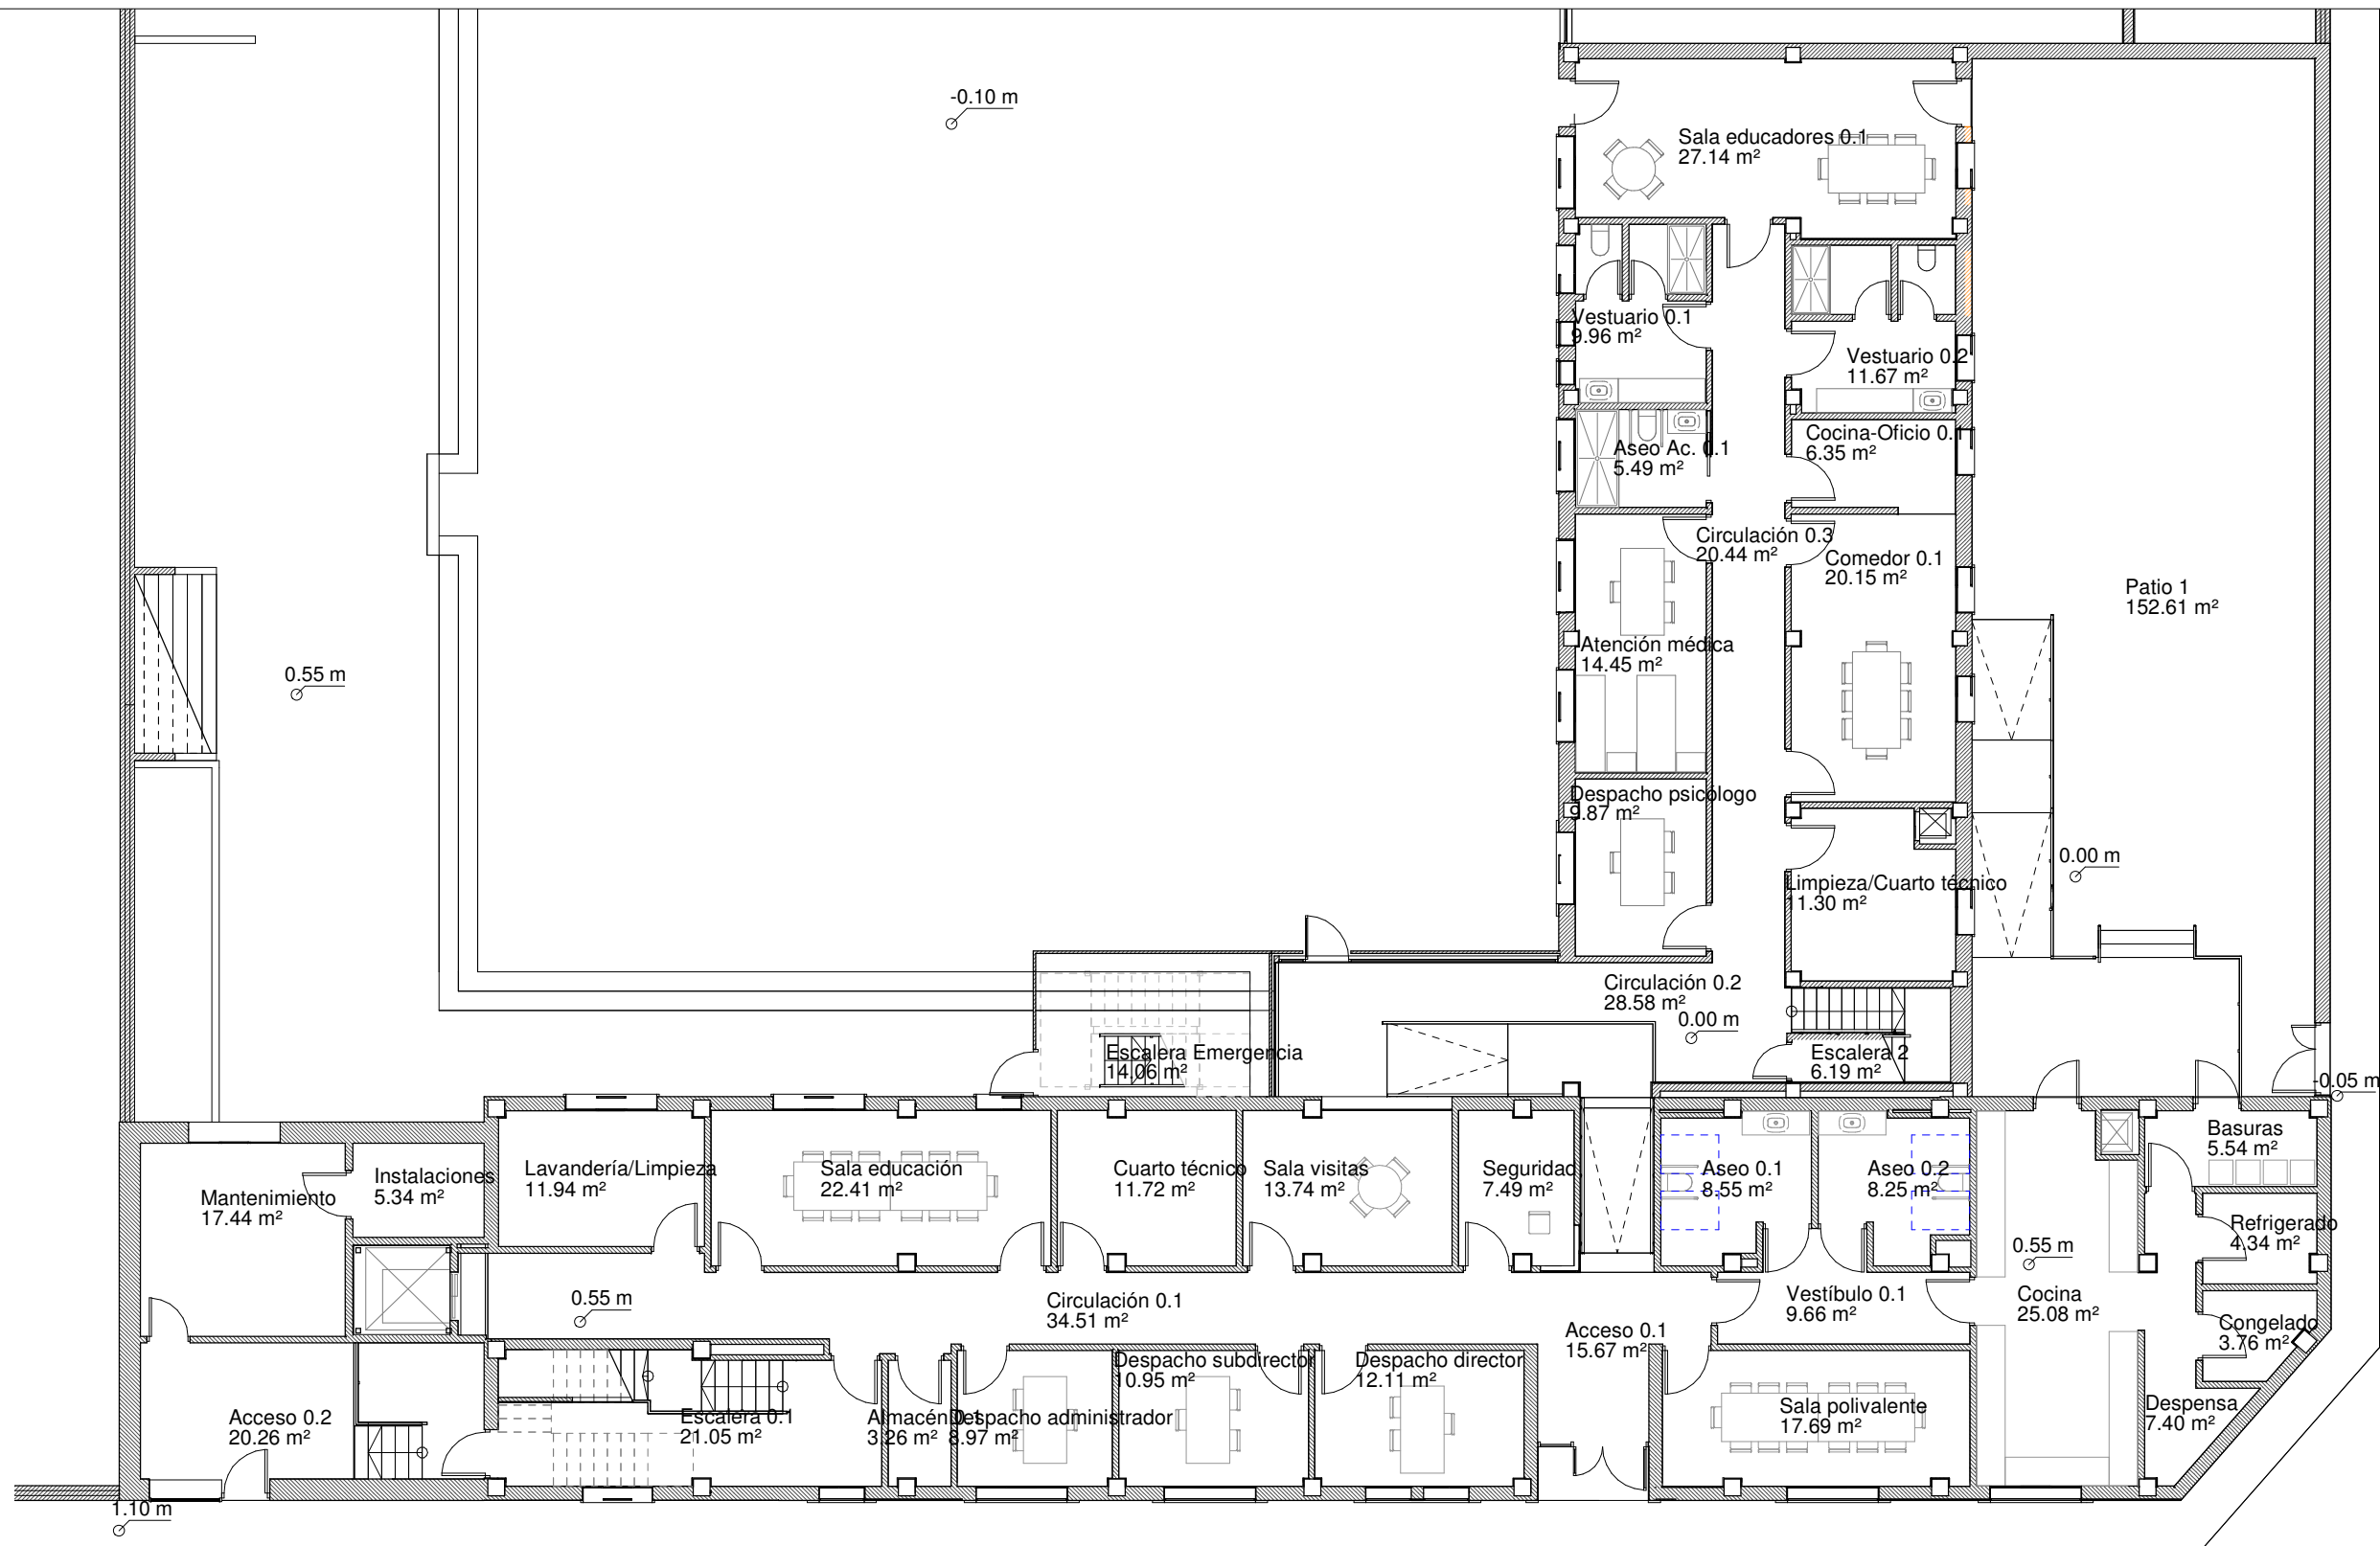 -0.10 m
Sala educadores 0.1
27.14 m²
Vestuario 0.1
9.96 m²
Vestuario 0.2
11.67 m²
Cocina-Oficio 0.1
6.35 m²
Aseo Ac. 0.1
5.49 m²
Circulación 0.3
20.44 m²
Comedor 0.1
20.15 m²
Patio 1
152.61 m²
Atención médica
14.45 m²
0.55 m
Despacho psicólogo
9.87 m²
0.00 m
Limpieza/Cuarto técnico
11.30 m²
Circulación 0.2
28.58 m²
0.00 m
Escalera Emergencia
14.06 m²
Escalera 2
6.19 m²
-0.05 m
Basuras
5.54 m²
Instalaciones
5.34 m²
Lavandería/Limpieza
11.94 m²
Sala educación
22.41 m²
Cuarto técnico
11.72 m²
Sala visitas
13.74 m²
Seguridad
7.49 m²
Aseo 0.1
8.55 m²
Aseo 0.2
8.25 m²
Mantenimiento
17.44 m²
Refrigerado
4.34 m²
0.55 m
0.55 m
Circulación 0.1
34.51 m²
Vestíbulo 0.1
9.66 m²
Cocina
25.08 m²
Acceso 0.1
15.67 m²
Congelado
3.76 m²
Despacho subdirector
10.95 m²
Despacho director
12.11 m²
Acceso 0.2
20.26 m²
Escalera 0.1
21.05 m²
Almacén 0.1
3.26 m²
Despacho administrador
8.97 m²
Sala polivalente
17.69 m²
Despensa
7.40 m²
1.10 m